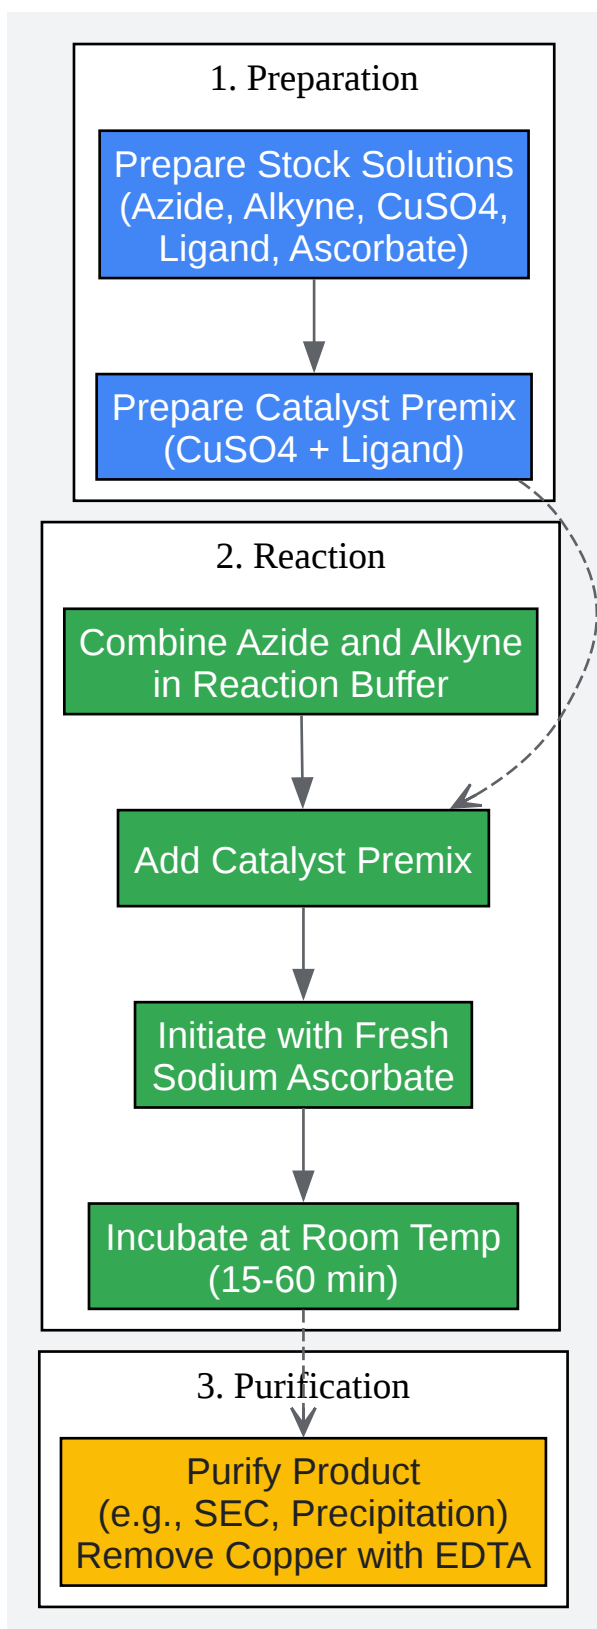 1. Preparation
Prepare Stock Solutions
(Azide, Alkyne, CuSO4,
Ligand, Ascorbate)
Prepare Catalyst Premix
(CuSO4 + Ligand)
2. Reaction
Combine Azide and Alkyne
in Reaction Buffer
Add Catalyst Premix
Initiate with Fresh
Sodium Ascorbate
Incubate at Room Temp
(15-60 min)
3. Purification
Purify Product
(e.g., SEC, Precipitation)
Remove Copper with EDTA